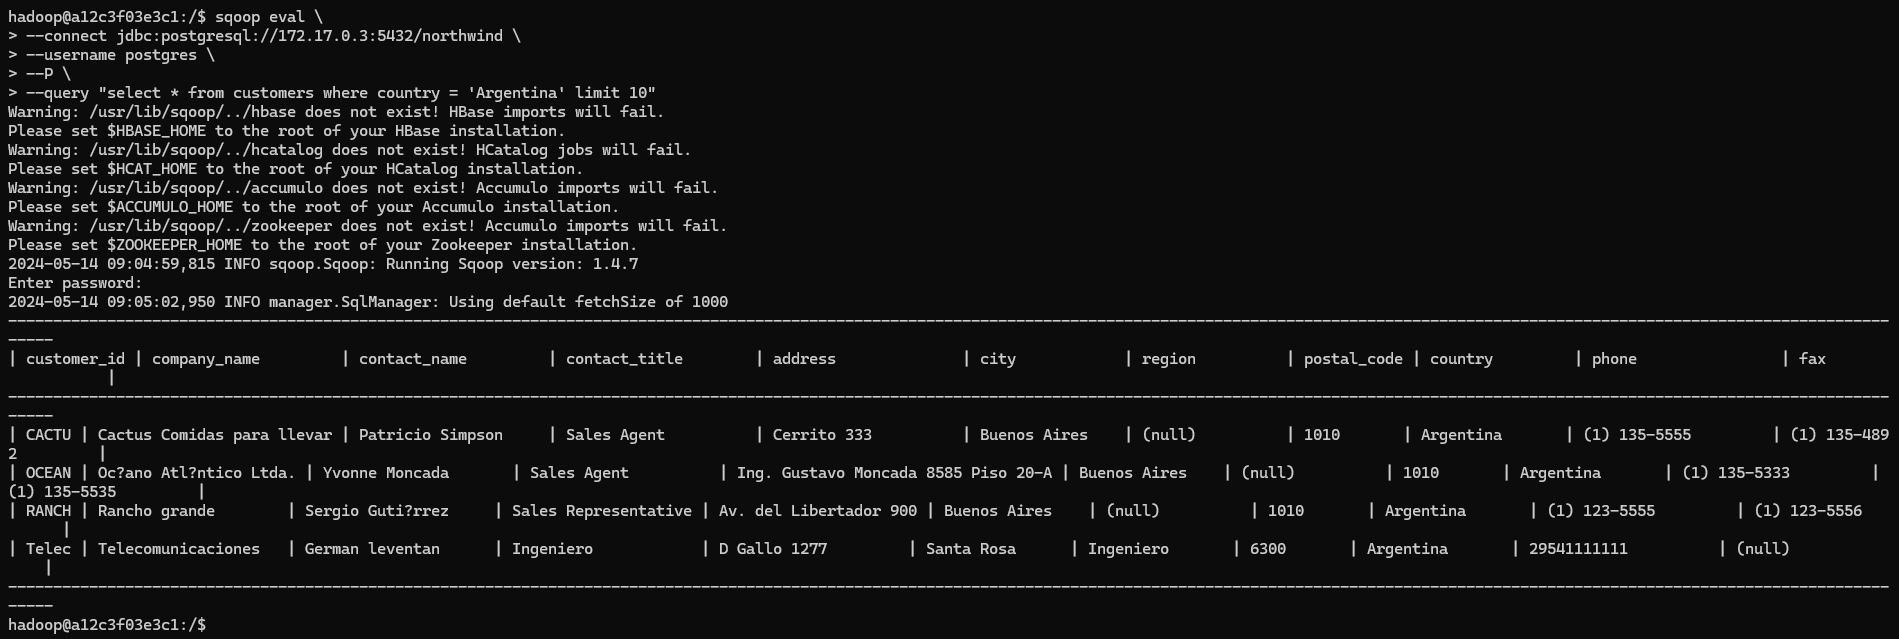 hadoop@a12c3f03e3c1:/$ sqoop eval \
> --connect jdbc:postgresql://172.17.0.3:5432/northwind \
> --username postgres \
> --P \
> --query "select * from customers where country = 'Argentina' limit 10"
Warning: /usr/lib/sqoop/../hbase does not exist! HBase imports will fail.
Please set $HBASE_HOME to the root of your HBase installation.
Warning: /usr/lib/sqoop/../hcatalog does not exist! HCatalog jobs will fail.
Please set $HCAT_HOME to the root of your HCatalog installation.
Warning: /usr/lib/sqoop/../accumulo does not exist! Accumulo imports will fail.
Please set $ACCUMULO_HOME to the root of your Accumulo installation.
Warning: /usr/lib/sqoop/../zookeeper does not exist! Accumulo imports will fail.
Please set $ZOOKEEPER_HOME to the root of your Zookeeper installation.
2024-05-14 09:04:59,815 INFO sqoop.Sqoop: Running Sqoop version: 1.4.7
Enter password:
2024-05-14 09:05:02,950 INFO manager.SqlManager: Using default fetchSize of 1000
| customer_id | company_name | contact_name | contact_title | address | city | region | postal_code | country | phone | fax
|
| CACTU | Cactus Comidas para llevar | Patricio Simpson | Sales Agent | Cerrito 333 | Buenos Aires | (null) | 1010 | Argentina | (1) 135-5555 | (1) 135-489
2 |
| OCEAN | Oc?ano Atl?ntico Ltda. | Yvonne Moncada | Sales Agent | Ing. Gustavo Moncada 8585 Piso 20-A | Buenos Aires | (null) | 1010 | Argentina | (1) 135-5333 |
(1) 135-5535 |
| RANCH | Rancho grande | Sergio Guti?rrez | Sales Representative | Av. del Libertador 900 | Buenos Aires | (null) | 1010 | Argentina | (1) 123-5555 | (1) 123-5556
|
| Telec | Telecomunicaciones | German leventan | Ingeniero | D Gallo 1277 | Santa Rosa | Ingeniero | 6300 | Argentina | 29541111111 | (null)
|
hadoop@a12c3f03e3c1:/$